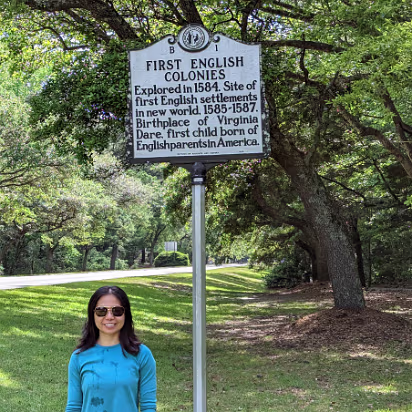 B 1
FIRST ENGLISH
COLONIES
Explored in 1584. Site of
first English settlements
in new world, 1585-1587.
Birthplace of Virginia
Dare, first child born of
English parents in America.